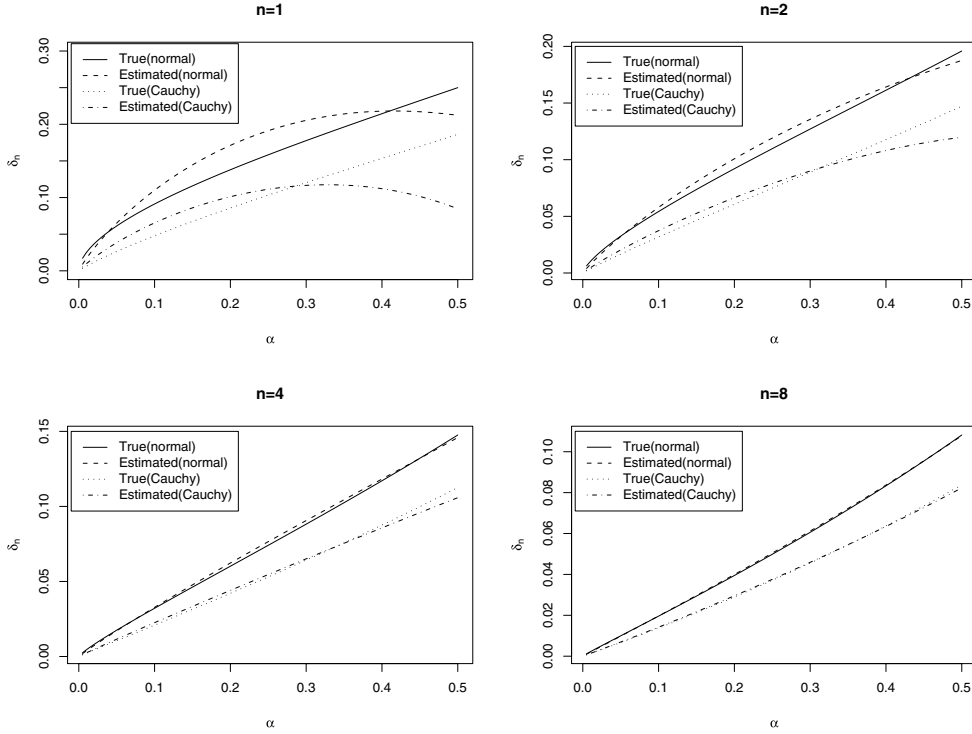 n=1
True(normal)
Estimated(normal)
True(Cauchy)
Estimated(Cauchy)
0.00 0.10 0.20 0.30
δn
0.0 0.1 0.2 0.3 0.4 0.5
α
n=2
True(normal)
Estimated(normal)
True(Cauchy)
Estimated(Cauchy)
0.00 0.05 0.10 0.15 0.20
δn
0.0 0.1 0.2 0.3 0.4 0.5
α
n=4
True(normal)
Estimated(normal)
True(Cauchy)
Estimated(Cauchy)
0.00 0.05 0.10 0.15
δn
0.0 0.1 0.2 0.3 0.4 0.5
α
n=8
True(normal)
Estimated(normal)
True(Cauchy)
Estimated(Cauchy)
0.00 0.02 0.04 0.06 0.08 0.10
δn
0.0 0.1 0.2 0.3 0.4 0.5
α